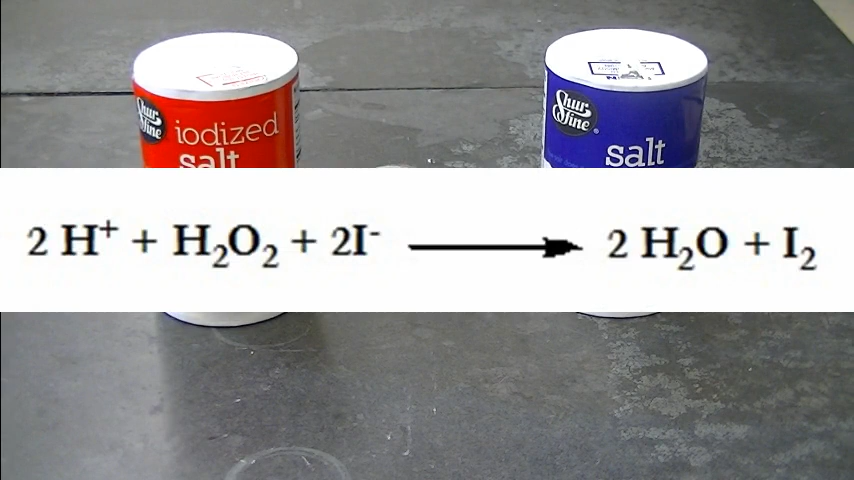 Shur Fine
iodized
salt
Shur Fine®
salt
2 H⁺ + H₂O₂ + 2I⁻ ⟶ 2 H₂O + I₂